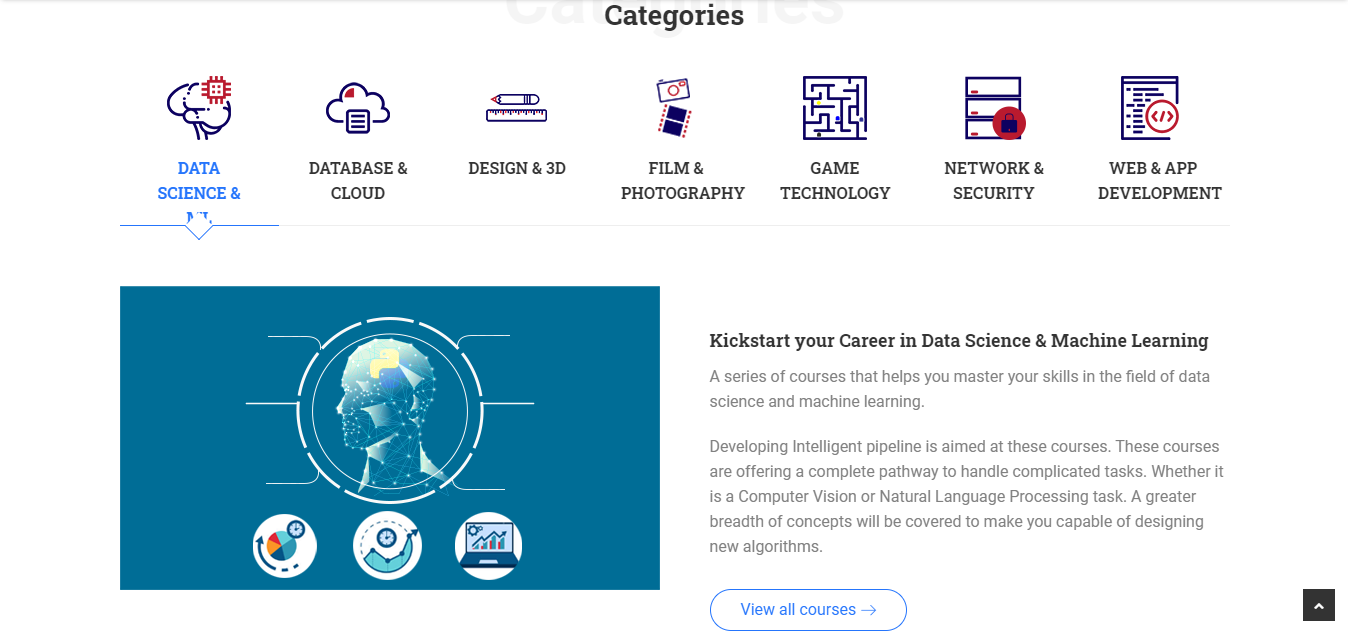 Categories
Categories
DATA
SCIENCE &
ML
DATABASE &
CLOUD
DESIGN & 3D
FILM &
PHOTOGRAPHY
GAME
TECHNOLOGY
NETWORK &
SECURITY
WEB & APP
DEVELOPMENT
Kickstart your Career in Data Science & Machine Learning
A series of courses that helps you master your skills in the field of data
science and machine learning.
Developing Intelligent pipeline is aimed at these courses. These courses
are offering a complete pathway to handle complicated tasks. Whether it
is a Computer Vision or Natural Language Processing task. A greater
breadth of concepts will be covered to make you capable of designing
new algorithms.
View all courses